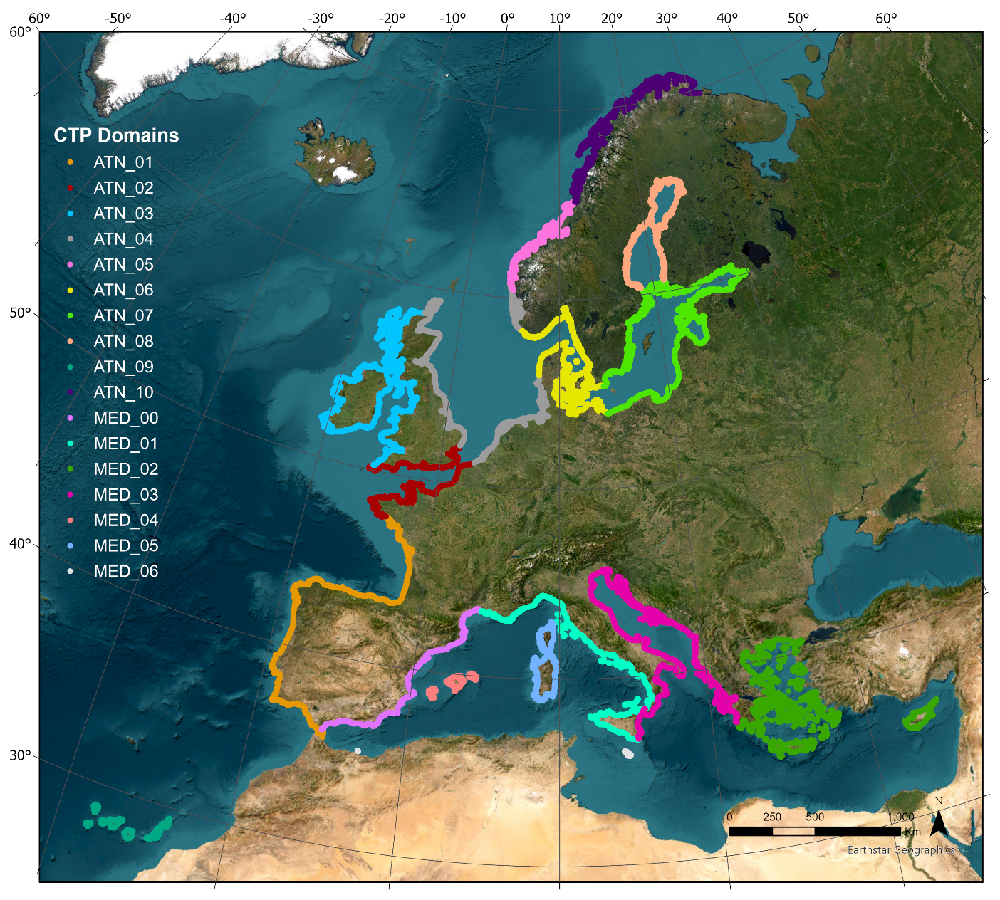 60° -50° -40° -30° -20° -10° 0° 10° 20° 30° 40° 50° 60°
60°
50°
40°
30°
CTP Domains
ATN_01
ATN_02
ATN_03
ATN_04
ATN_05
ATN_06
ATN_07
ATN_08
ATN_09
ATN_10
MED_00
MED_01
MED_02
MED_03
MED_04
MED_05
MED_06
N
0 250 500 1,000
Km
Earthstar Geographics